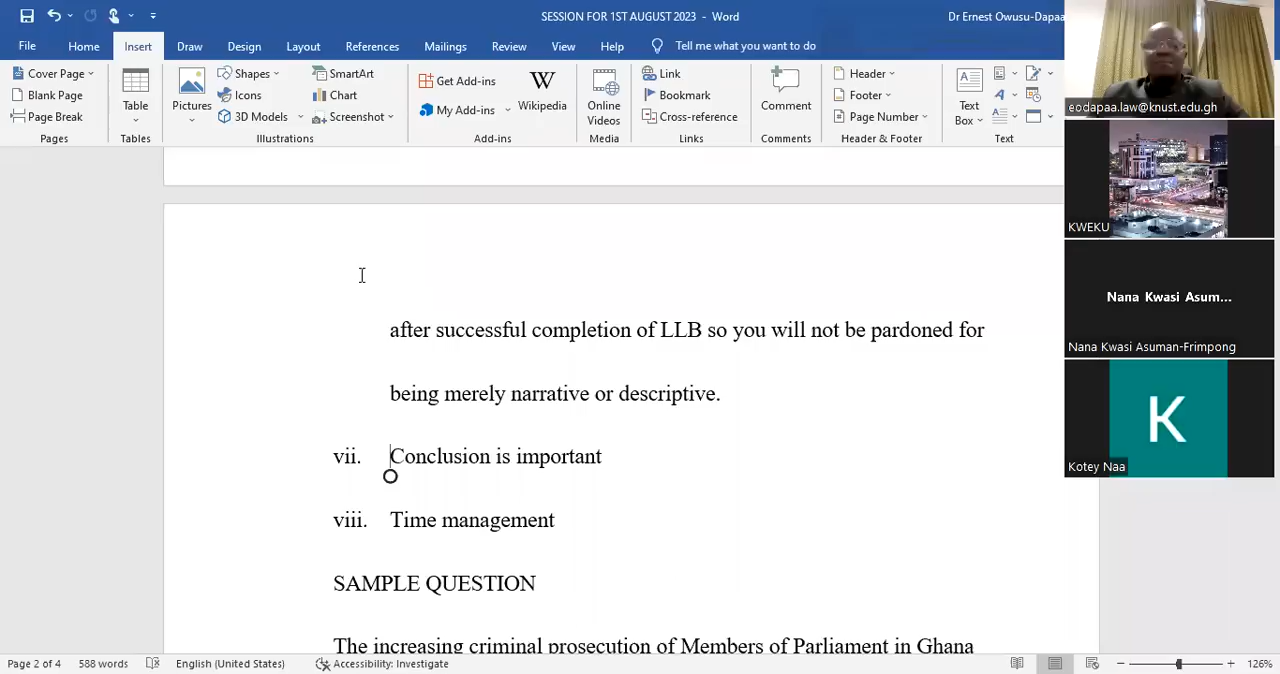 SESSION FOR 1ST AUGUST 2023 - Word
Dr Ernest Owusu-Dapaa
File Home Insert Draw Design Layout References Mailings Review View Help Tell me what you want to do
Cover Page
Blank Page
Page Break
Pages
Table
Tables
Pictures
Shapes
Icons
3D Models
SmartArt
Chart
Screenshot
Illustrations
Get Add-ins
My Add-ins
Wikipedia
Add-ins
Online
Videos
Media
Link
Bookmark
Cross-reference
Links
Comment
Comments
Header
Footer
Page Number
Header & Footer
Text
Box
Text
after successful completion of LLB so you will not be pardoned for
being merely narrative or descriptive.
vii. Conclusion is important
viii. Time management
SAMPLE QUESTION
The increasing criminal prosecution of Members of Parliament in Ghana
eodapaa.law@knust.edu.gh
KWEKU
Nana Kwasi Asum...
Nana Kwasi Asuman-Frimpong
K
Kotey Naa
Page 2 of 4 588 words English (United States) Accessibility: Investigate 126%